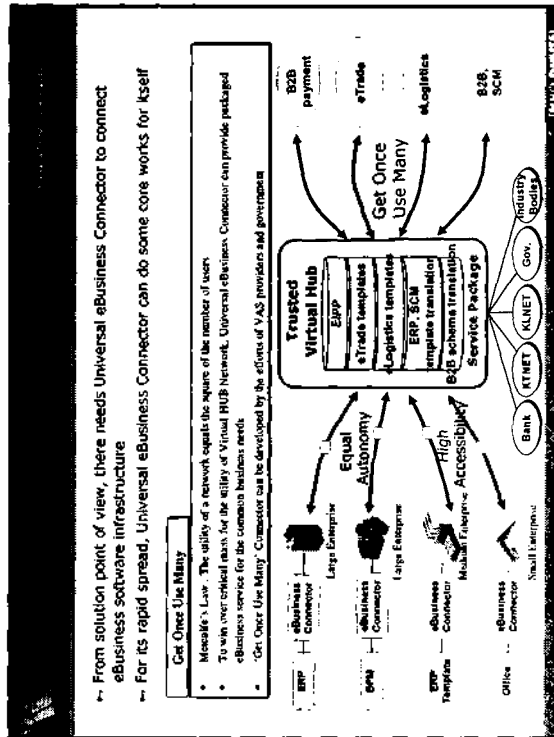 ← From solution point of view, there needs Universal eBusiness Connector to connect
eBusiness software infrastructure
← For its rapid spread, Universal eBusiness Connector can do some core works for itself
Get Once Use Many
• Metcalfe's Law : The utility of a network equals the square of the number of users
• To win over critical mass for the utility of Virtual HUB Network, Universal eBusiness Connector can provide packaged
eBusiness service for the common business needs
• 'Get Once Use Many' Connector can be developed by the efforts of VAS providers and government
ERP
eBusiness
Connector
Large Enterprise
BPM
eBusiness
Connector
Large Enterprise
ERP
Template
eBusiness
Connector
Medium Enterprise
Office
eBusiness
Connector
Small Enterprise
Equal
Autonomy
High
Accessibility
Trusted
Virtual Hub
eTrade templates
eLogistics templates
ERP, SCM
template translation
B2B schema translation
Service Package
Get Once
Use Many
B2B
payment
eTrade
eLogistics
B2B,
SCM
Bank
KTNET
KLNET
Gov.
Industry
Bodies